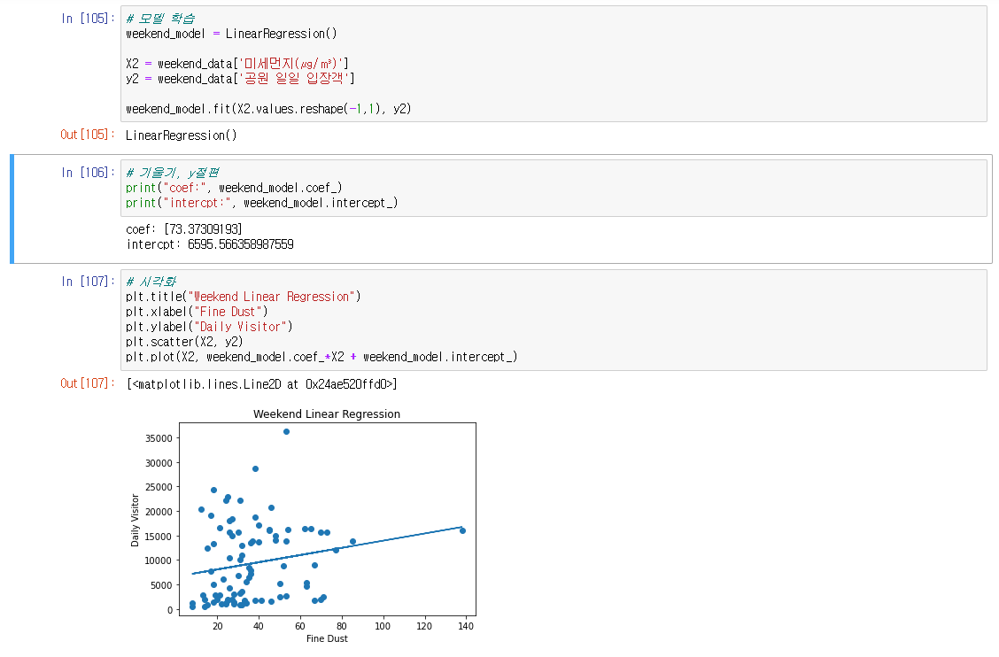 In [105]:
# 모델 학습
weekend_model = LinearRegression()
X2 = weekend_data['미세먼지(㎍/㎥)']
y2 = weekend_data['공원 일일 입장객']
weekend_model.fit(X2.values.reshape(-1,1), y2)
Out[105]: LinearRegression()
In [106]:
# 기울기, y절편
print("coef:", weekend_model.coef_)
print("intercpt:", weekend_model.intercept_)
coef: [73.37309193]
intercpt: 6595.566358987559
In [107]:
# 시각화
plt.title("Weekend Linear Regression")
plt.xlabel("Fine Dust")
plt.ylabel("Daily Visitor")
plt.scatter(X2, y2)
plt.plot(X2, weekend_model.coef_*X2 + weekend_model.intercept_)
Out[107]: [<matplotlib.lines.Line2D at 0x24ae520ffd0>]
Weekend Linear Regression
35000
30000
25000
20000
15000
10000
5000
0
Daily Visitor
20 40 60 80 100 120 140
Fine Dust